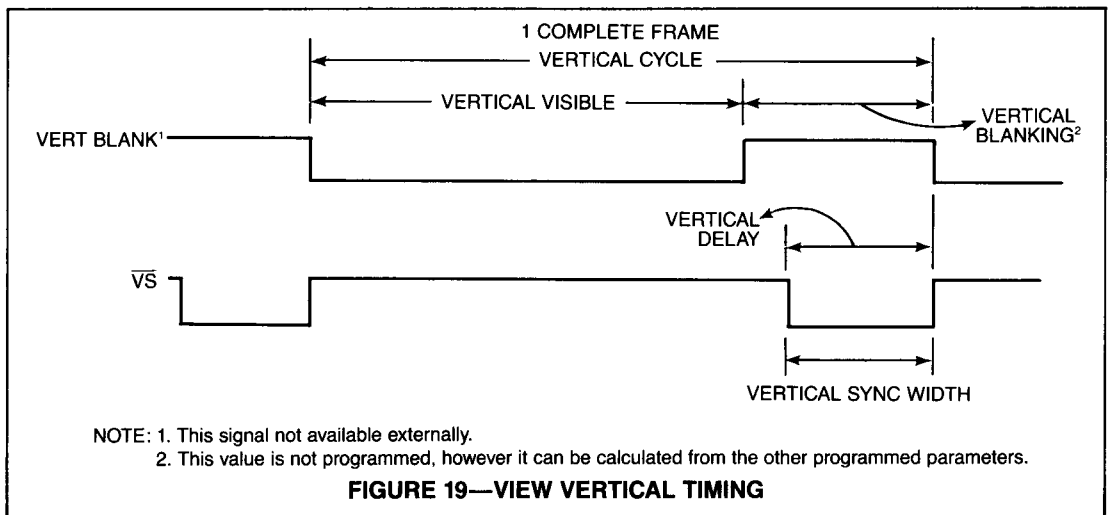 1 COMPLETE FRAME
VERTICAL CYCLE
VERTICAL VISIBLE
VERTICAL
BLANKING²
VERT BLANK¹
VERTICAL
DELAY
V̅S̅
VERTICAL SYNC WIDTH
NOTE: 1. This signal not available externally.
2. This value is not programmed, however it can be calculated from the other programmed parameters.
FIGURE 19—VIEW VERTICAL TIMING